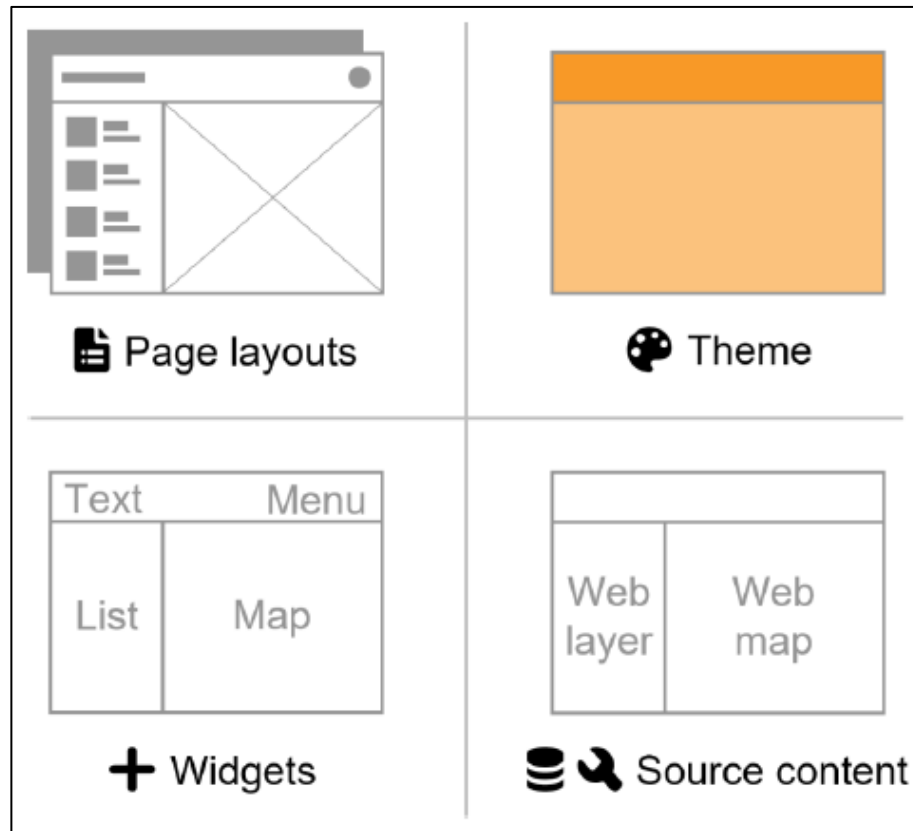 Page layouts
Theme
Text Menu
List Map
Widgets
Web
layer
Web
map
Source content